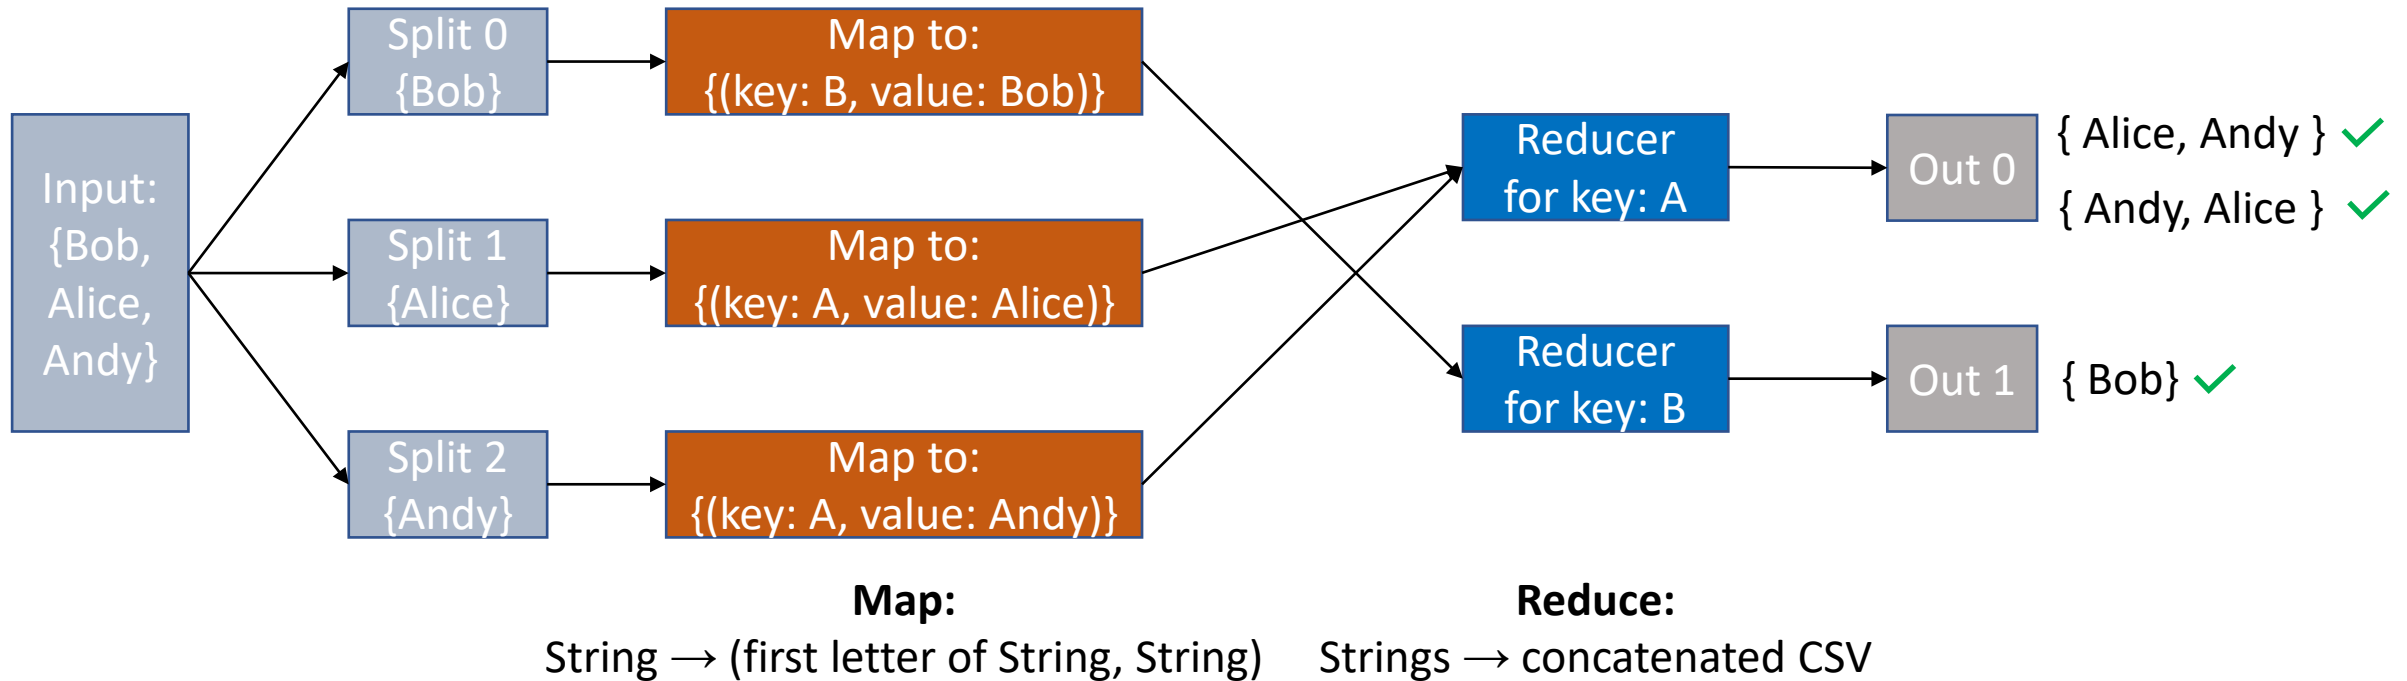 Input:
{Bob,
Alice,
Andy}
Split 0
{Bob}
Split 1
{Alice}
Split 2
{Andy}
Map to:
{(key: B, value: Bob)}
Map to:
{(key: A, value: Alice)}
Map to:
{(key: A, value: Andy)}
Reducer
for key: A
Reducer
for key: B
Out 0
Out 1
{ Alice, Andy }
{ Andy, Alice }
{ Bob}
Map:
String → (first letter of String, String)
Reduce:
Strings → concatenated CSV